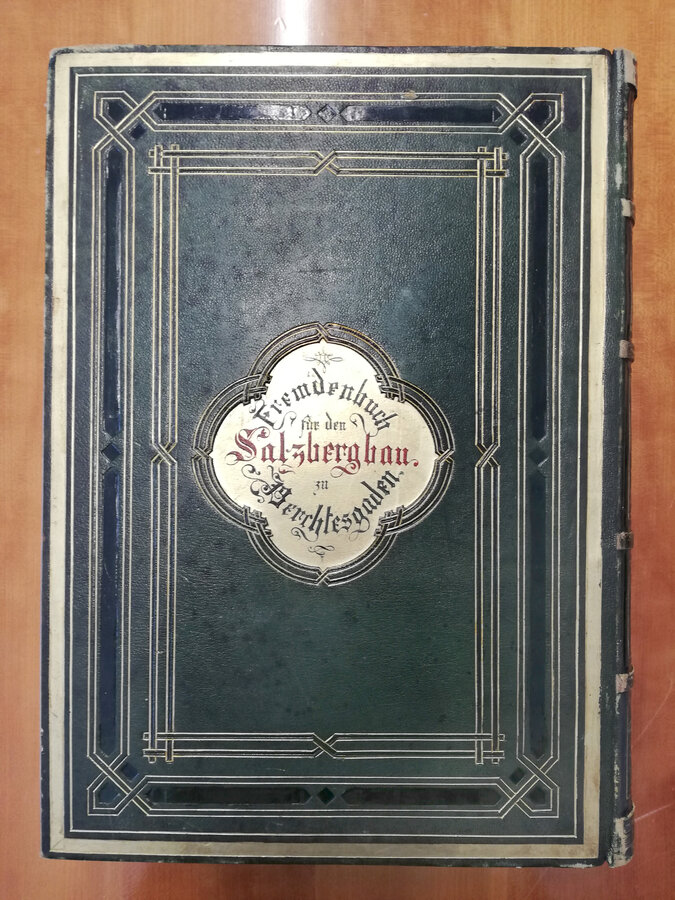 Fremdenbuch
für den
Salzbergbau.
zu
Berchtesgaden.